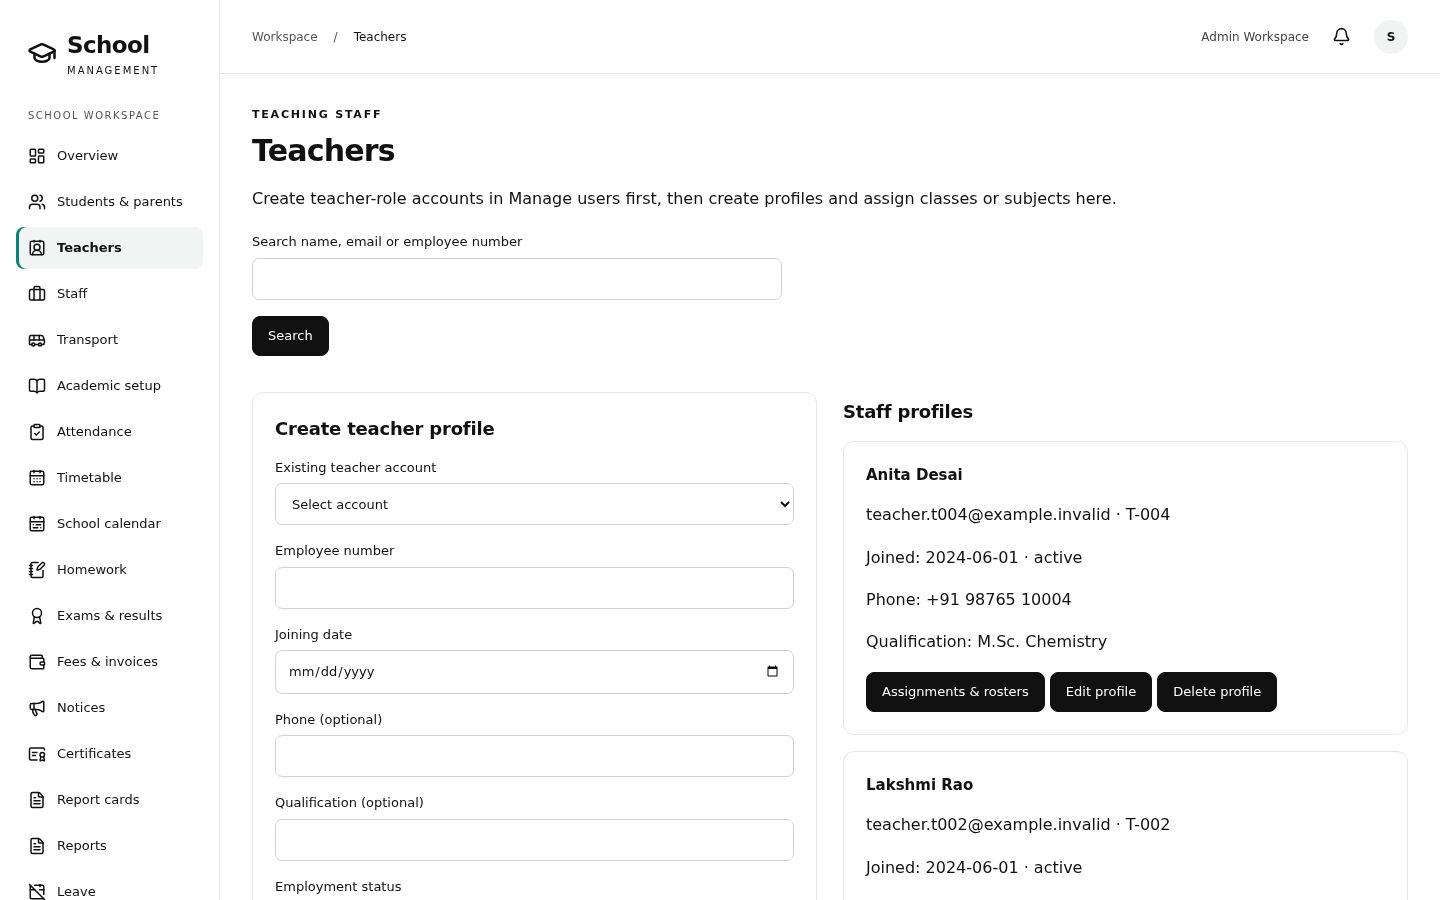 School
MANAGEMENT
SCHOOL WORKSPACE
Overview
Students & parents
Teachers
Staff
Transport
Academic setup
Attendance
Timetable
School calendar
Homework
Exams & results
Fees & invoices
Notices
Certificates
Report cards
Reports
Leave
Workspace / Teachers
Admin Workspace
S
TEACHING STAFF
Teachers
Create teacher-role accounts in Manage users first, then create profiles and assign classes or subjects here.
Search name, email or employee number
Search
Create teacher profile
Existing teacher account
Select account
Employee number
Joining date
mm/dd/yyyy
Phone (optional)
Qualification (optional)
Employment status
Staff profiles
Anita Desai
teacher.t004@example.invalid · T-004
Joined: 2024-06-01 · active
Phone: +91 98765 10004
Qualification: M.Sc. Chemistry
Assignments & rosters
Edit profile
Delete profile
Lakshmi Rao
teacher.t002@example.invalid · T-002
Joined: 2024-06-01 · active